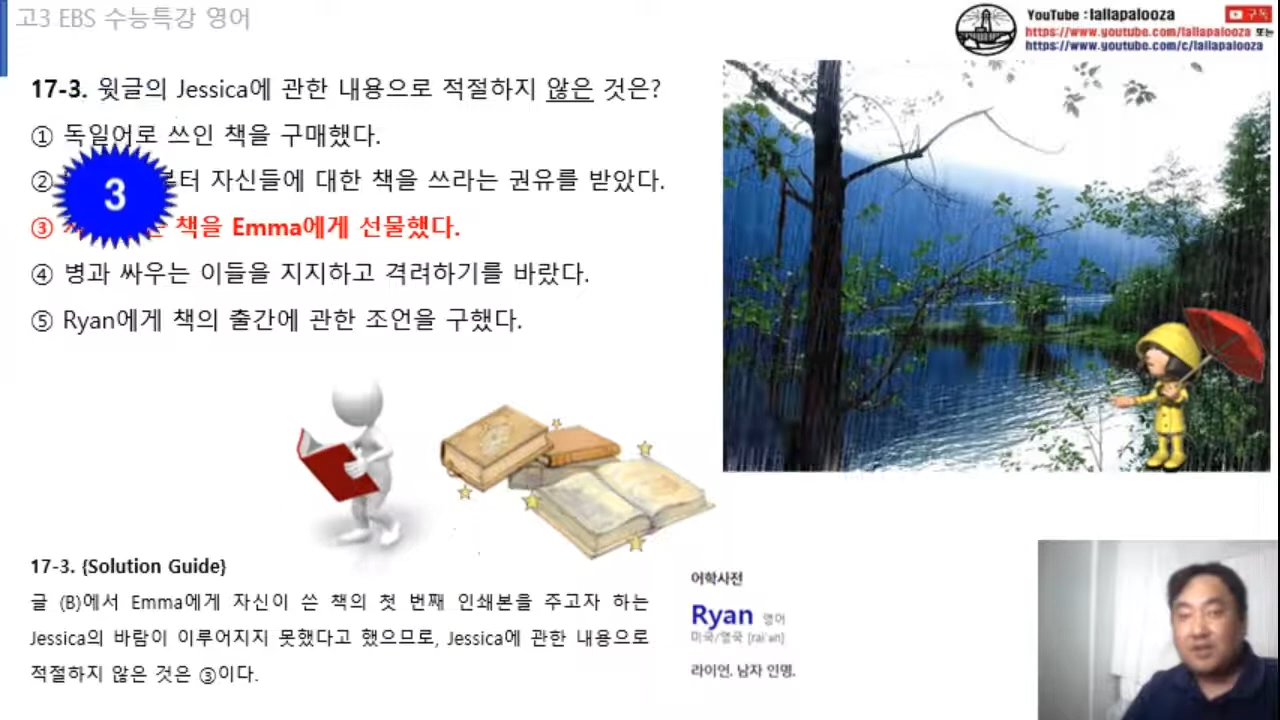 고3 EBS 수능특강 영어
YouTube : lallapalooza
구독
https://www.youtube.com/lallapalooza 또는
https://www.youtube.com/c/lallapalooza
17-3. 윗글의 Jessica에 관한 내용으로 적절하지 않은 것은?
① 독일어로 쓰인 책을 구매했다.
② 부터 자신들에 대한 책을 쓰라는 권유를 받았다.
3
③ 책을 Emma에게 선물했다.
④ 병과 싸우는 이들을 지지하고 격려하기를 바랐다.
⑤ Ryan에게 책의 출간에 관한 조언을 구했다.
17-3. {Solution Guide}
글 (B)에서 Emma에게 자신이 쓴 책의 첫 번째 인쇄본을 주고자 하는
Jessica의 바람이 이루어지지 못했다고 했으므로, Jessica에 관한 내용으로
적절하지 않은 것은 ③이다.
어학사전
Ryan 영어
미국/영국 [raiˈən]
라이언. 남자 인명.